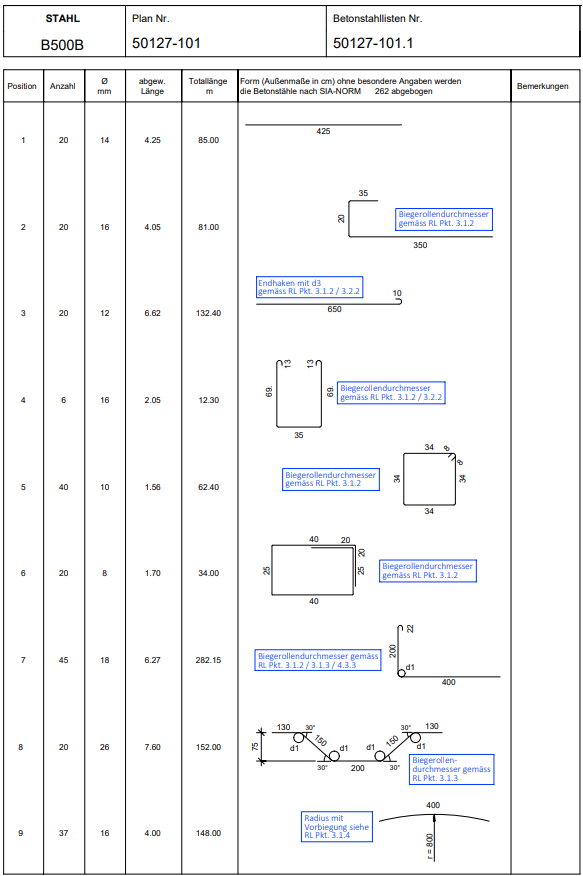 STAHL Plan Nr. Betonstahllisten Nr.
B500B 50127-101 50127-101.1
Position Anzahl Ø mm abgew. Länge Totallänge m Form (Außenmaße in cm) ohne besondere Angaben werden
die Betonstähle nach SIA-NORM 262 abgebogen Bemerkungen
1 20 14 4.25 85.00
425
35
2 20 16 4.05 81.00
20
Biegerollendurchmesser
gemäss RL Pkt. 3.1.2
350
Endhaken mit d3
gemäss RL Pkt. 3.1.2 / 3.2.2
10
3 20 12 6.62 132.40
650
13 13
4 6 16 2.05 12.30
69. 69.
Biegerollendurchmesser
gemäss RL Pkt. 3.1.2 / 3.2.2
35
34 8
8
5 40 10 1.56 62.40
Biegerollendurchmesser
gemäss RL Pkt. 3.1.2
34 34
34
40 20
20
6 20 8 1.70 34.00
25 25
Biegerollendurchmesser
gemäss RL Pkt. 3.1.2
40
22
7 45 18 6.27 282.15
Biegerollendurchmesser gemäss
RL Pkt. 3.1.2 / 3.1.3 / 4.3.3
200
d1
400
130 30° 30° 130
8 20 26 7.60 152.00
75
d1 150 d1 d1 150 d1
30° 200 30°
Biegerollen-
durchmesser gemäss
RL Pkt. 3.1.3
400
9 37 16 4.00 148.00
Radius mit
Vorbiegung siehe
RL Pkt. 3.1.4
r = 800